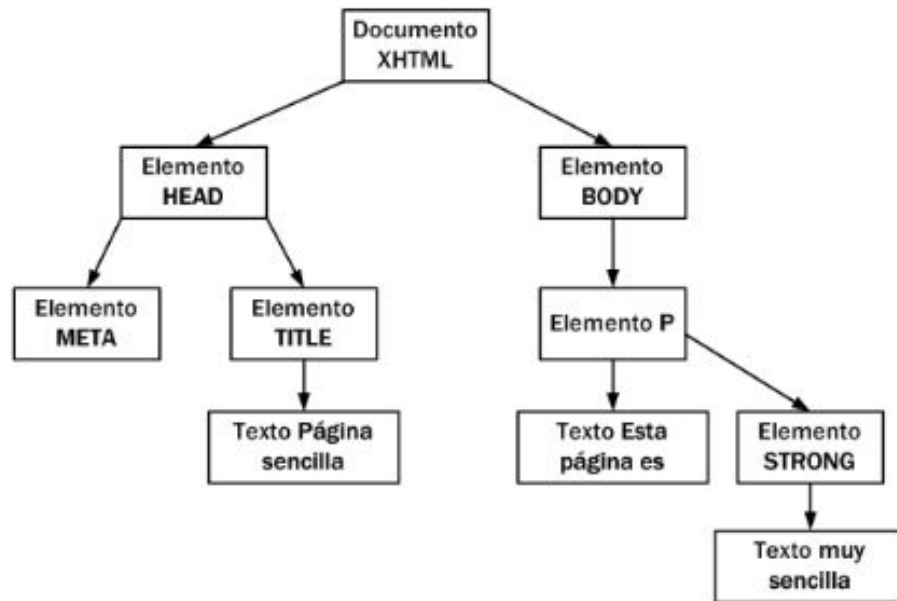 Documento
XHTML
Elemento
HEAD
Elemento
BODY
Elemento
META
Elemento
TITLE
Elemento P
Texto Página
sencilla
Texto Esta
página es
Elemento
STRONG
Texto muy
sencilla